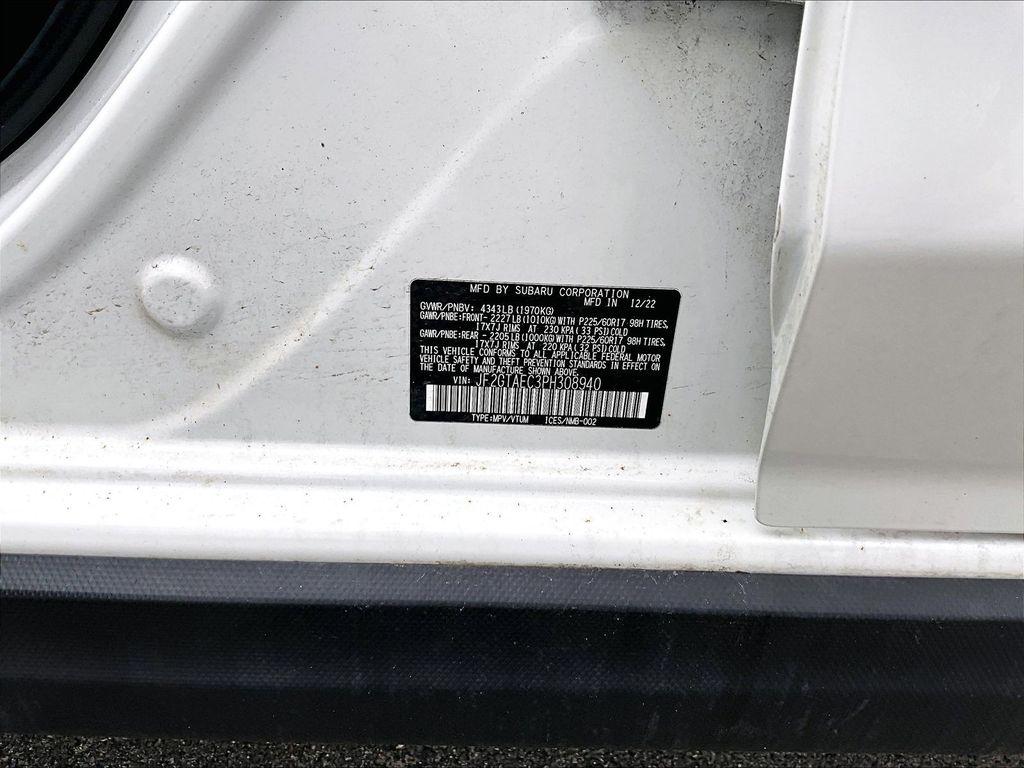 MFD BY SUBARU CORPORATION
MFD IN 12/22
GVWR/PNBV: 4343LB (1970KG)
GAWR/PNBE:FRONT- 2227LB (1010KG) WITH P225/60R17 98H TIRES,
17X7J RIMS AT 230 KPA ( 33 PSI) COLD
GAWR/PNBE:REAR - 2205LB (1000KG) WITH P225/60R17 98H TIRES,
17X7J RIMS AT 220 KPA ( 32 PSI) COLD
THIS VEHICLE CONFORMS TO ALL APPLICABLE FEDERAL MOTOR
VEHICLE SAFETY AND THEFT PREVENTION STANDARDS IN EFFECT ON
THE DATE OF MANUFACTURE SHOWN ABOVE.
VIN: JF2GTAEC3PH308940
TYPE:MPV/VTUM ICES/NMB-002